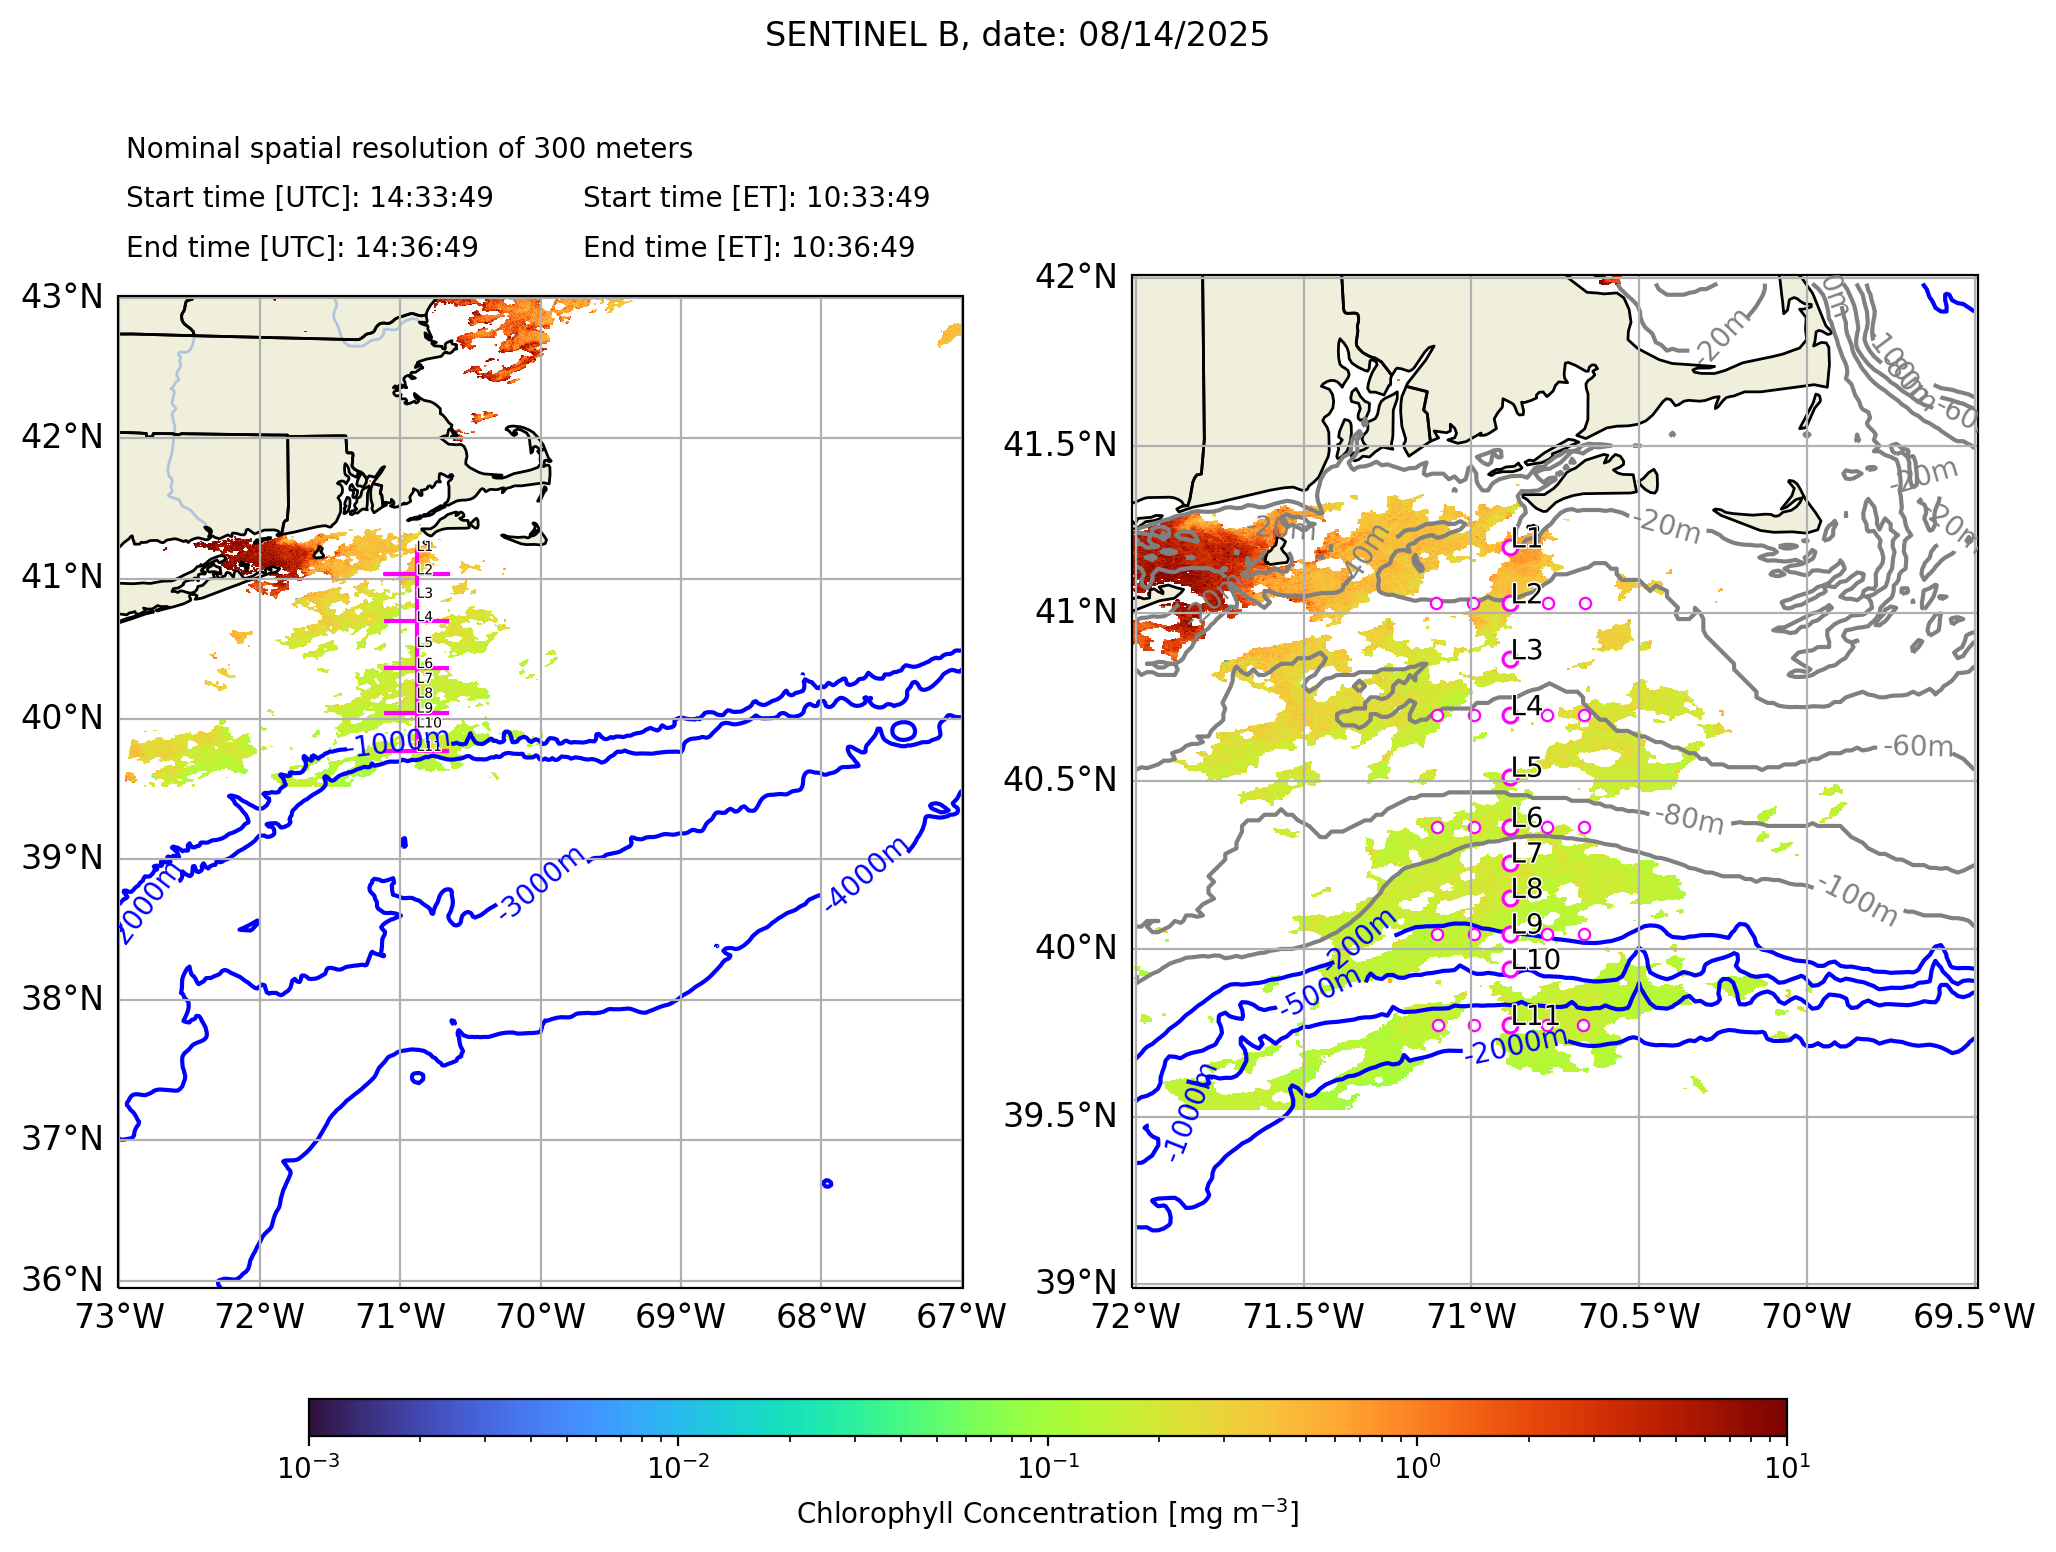 SENTINEL B, date: 08/14/2025
Nominal spatial resolution of 300 meters
Start time [UTC]: 14:33:49 Start time [ET]: 10:33:49
End time [UTC]: 14:36:49 End time [ET]: 10:36:49
43°N
42°N
41°N
40°N
39°N
38°N
37°N
36°N
73°W 72°W 71°W 70°W 69°W 68°W 67°W
L1
L2
L3
L4
L5
L6
L7
L8
L9
L10
L11
-1000m
-2000m
-3000m
-4000m
42°N
41.5°N
41°N
40.5°N
40°N
39.5°N
39°N
72°W 71.5°W 71°W 70.5°W 70°W 69.5°W
-20m
-100m
-80m
-60
-20m
-20m
-20m
20m
-40m
L1
L2
L3
L4
L5
L6
L7
L8
L9
L10
L11
-60m
-80m
-100m
-200m
-500m
-1000m
-2000m
10⁻³ 10⁻² 10⁻¹ 10⁰ 10¹
Chlorophyll Concentration [mg m⁻³]